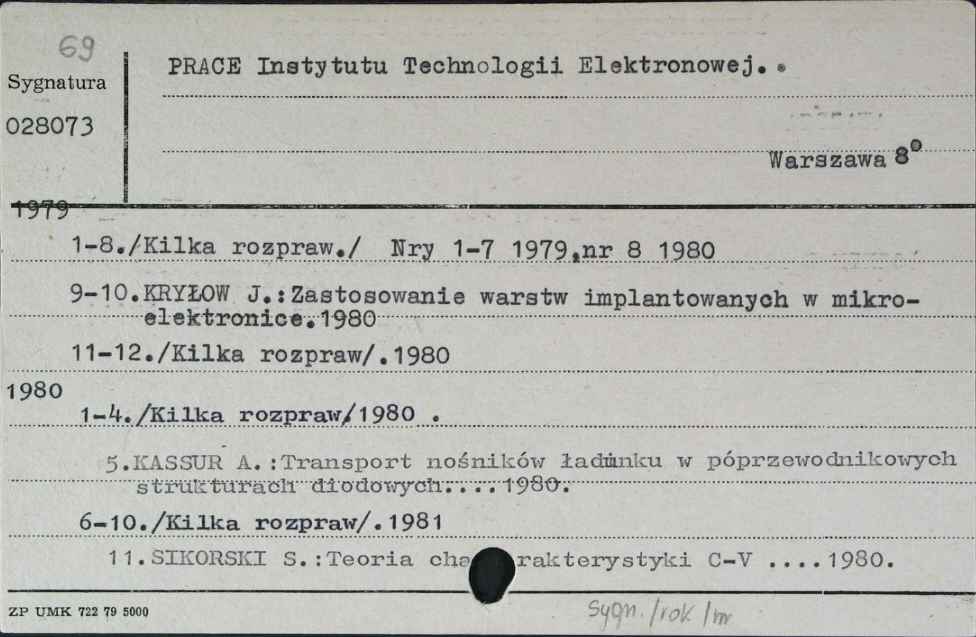 69
PRACE Instytutu Technologii Elektronowej.
Sygnatura
028073
Warszawa 8°
1979
1-8./Kilka rozpraw./ Nry 1-7 1979,nr 8 1980
9-10.KRYŁOW J.:Zastosowanie warstw implantowanych w mikro-
elektronice.1980
11-12./Kilka rozpraw/.1980
1980
1-4./Kilka rozpraw/1980 .
5.KASSUR A.:Transport nośników ładunku w póprzewodnikowych
strukturach diodowych....1980.
6-10./Kilka rozpraw/.1981
11.SIKORSKI S.:Teoria cha rakterystyki C-V ....1980.
ZP UMK 722 79 5000
Sygn./rok/nr